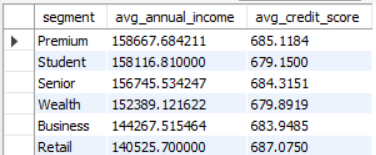 segment avg_annual_income avg_credit_score
Premium 158667.684211 685.1184
Student 158116.810000 679.1500
Senior 156745.534247 684.3151
Wealth 152389.121622 679.8919
Business 144267.515464 683.9485
Retail 140525.700000 687.0750